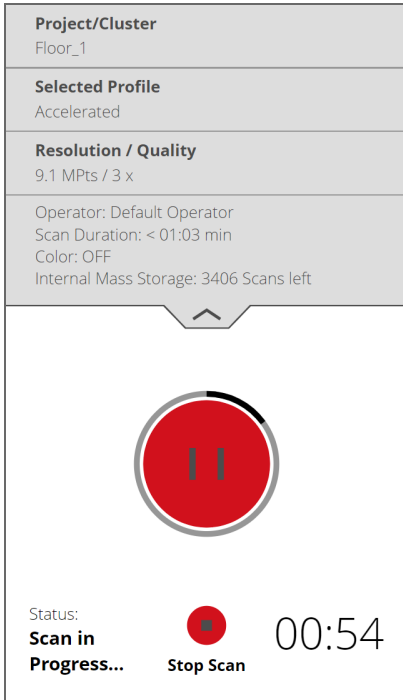 Project/Cluster
Floor_1
Selected Profile
Accelerated
Resolution / Quality
9.1 MPts / 3 x
Operator: Default Operator
Scan Duration: < 01:03 min
Color: OFF
Internal Mass Storage: 3406 Scans left
Status:
Scan in
Progress...
Stop Scan
00:54